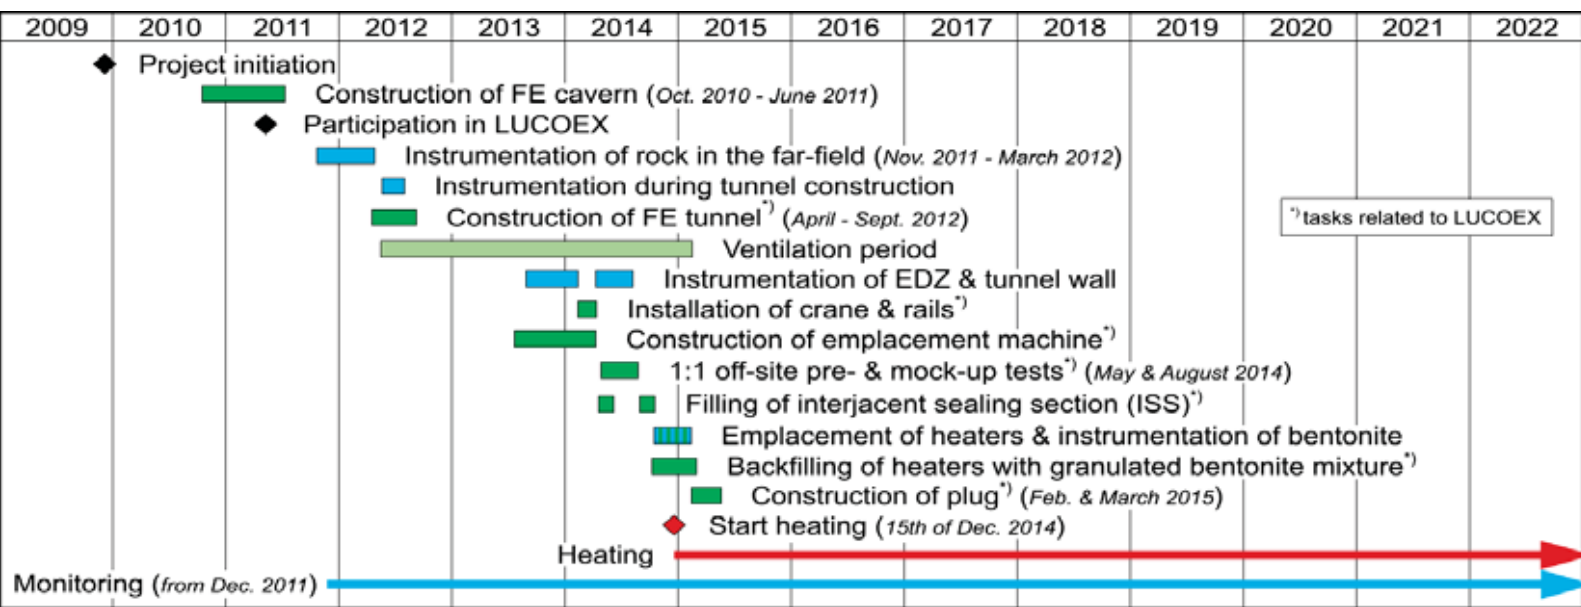 2009 2010 2011 2012 2013 2014 2015 2016 2017 2018 2019 2020 2021 2022
Project initiation
Construction of FE cavern (Oct. 2010 - June 2011)
Participation in LUCOEX
Instrumentation of rock in the far-field (Nov. 2011 - March 2012)
Instrumentation during tunnel construction
Construction of FE tunnel*) (April - Sept. 2012)
*) tasks related to LUCOEX
Ventilation period
Instrumentation of EDZ & tunnel wall
Installation of crane & rails*)
Construction of emplacement machine*)
1:1 off-site pre- & mock-up tests*) (May & August 2014)
Filling of interjacent sealing section (ISS)*)
Emplacement of heaters & instrumentation of bentonite
Backfilling of heaters with granulated bentonite mixture*)
Construction of plug*) (Feb. & March 2015)
Start heating (15th of Dec. 2014)
Heating
Monitoring (from Dec. 2011)